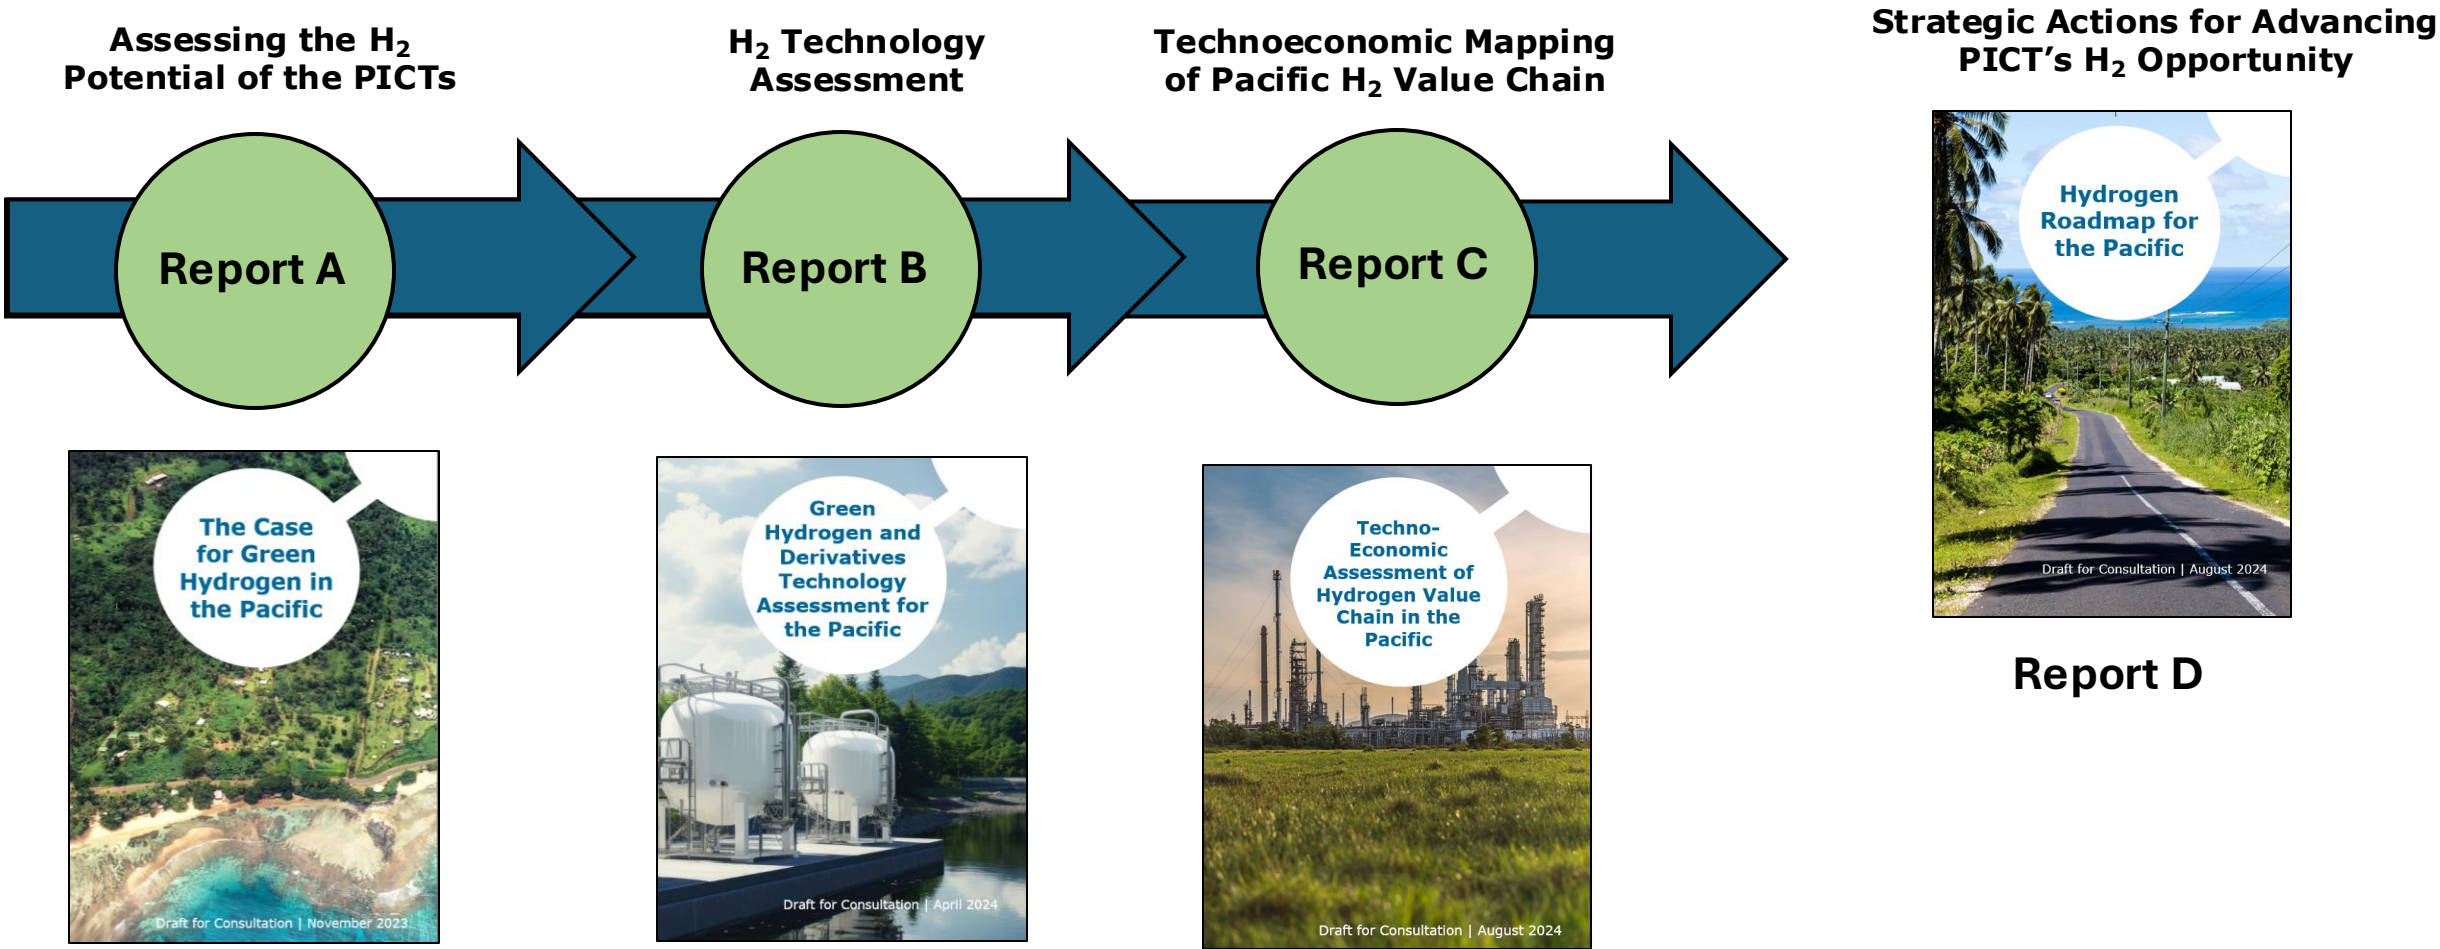 Assessing the H₂
Potential of the PICTs
H₂ Technology
Assessment
Technoeconomic Mapping
of Pacific H₂ Value Chain
Strategic Actions for Advancing
PICT’s H₂ Opportunity
Report A
Report B
Report C
The Case
for Green
Hydrogen in
the Pacific
Draft for Consultation | November 2023
Green
Hydrogen and
Derivatives
Technology
Assessment for
the Pacific
Draft for Consultation | April 2024
Techno-
Economic
Assessment of
Hydrogen Value
Chain in the
Pacific
Draft for Consultation | August 2024
Hydrogen
Roadmap for
the Pacific
Draft for Consultation | August 2024
Report D